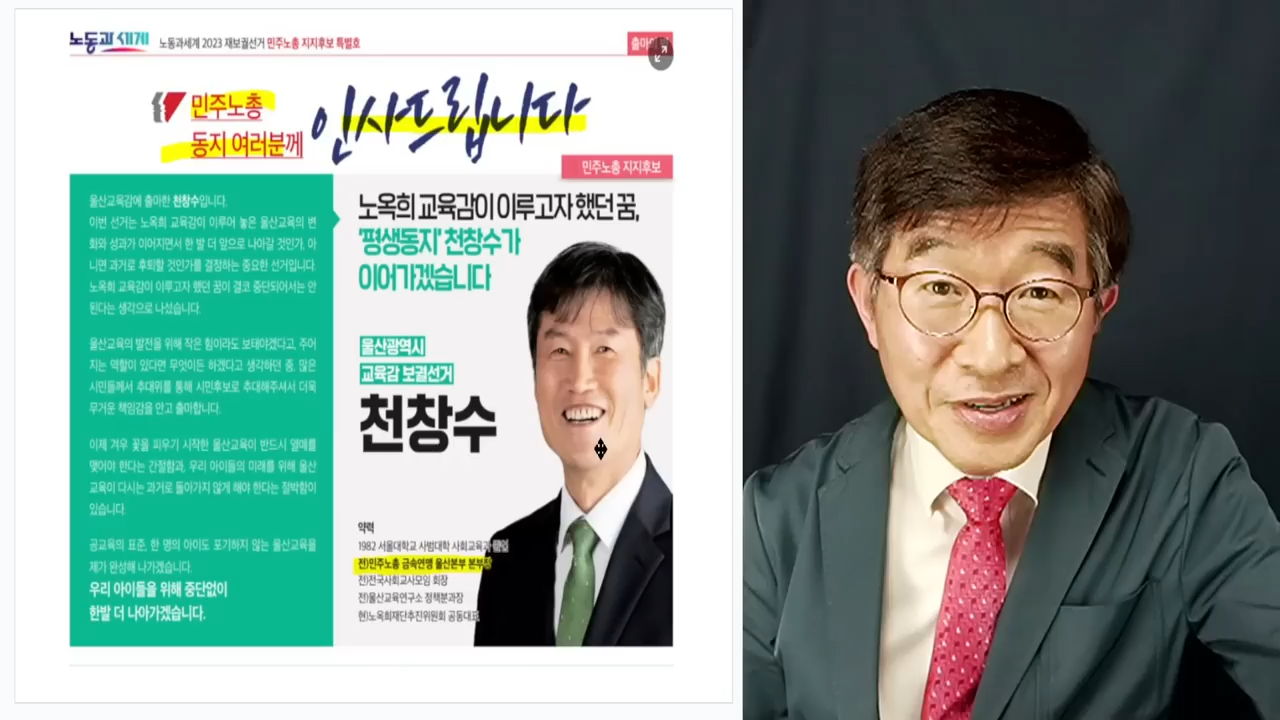 노동과 세계
노동과세계 2023 재보궐선거 민주노총 지지후보 특별호
민주노총
동지 여러분께
인사드립니다
민주노총 지지후보
울산교육감에 출마한 천창수입니다.
이번 선거는 노옥희 교육감이 이루어 놓은 울산교육의 변
화와 성과가 이어지면서 한 발 더 앞으로 나아갈 것인가, 아
니면 과거로 후퇴할 것인가를 결정하는 중요한 선거입니다.
노옥희 교육감이 이루고자 했던 꿈이 결코 중단되어서는 안
된다는 생각으로 나섰습니다.
울산교육의 발전을 위해 작은 힘이라도 보태야겠다고, 주어
지는 역할이 있다면 무엇이든 하겠다고 생각하던 중, 많은
시민들께서 추대위를 통해 시민후보로 추대해주셔서 더욱
무거운 책임감을 안고 출마합니다.
이제 겨우 꽃을 피우기 시작한 울산교육이 반드시 열매를
맺어야 한다는 간절함과, 우리 아이들의 미래를 위해 울산
교육이 다시는 과거로 돌아가지 않게 해야 한다는 절박함이
있습니다.
공교육의 표준, 한 명의 아이도 포기하지 않는 울산교육을
제가 완성해 나가겠습니다.
우리 아이들을 위해 중단없이
한발 더 나아가겠습니다.
노옥희 교육감이 이루고자 했던 꿈,
'평생동지' 천창수가
이어가겠습니다
울산광역시
교육감 보궐선거
천창수
약력
1982 서울대학교 사범대학 사회교육과 졸업
전)민주노총 금속연맹 울산본부 본부장
전)전국사회교사모임 회장
전)울산교육연구소 정책분과장
현)노옥희재단추진위원회 공동대표